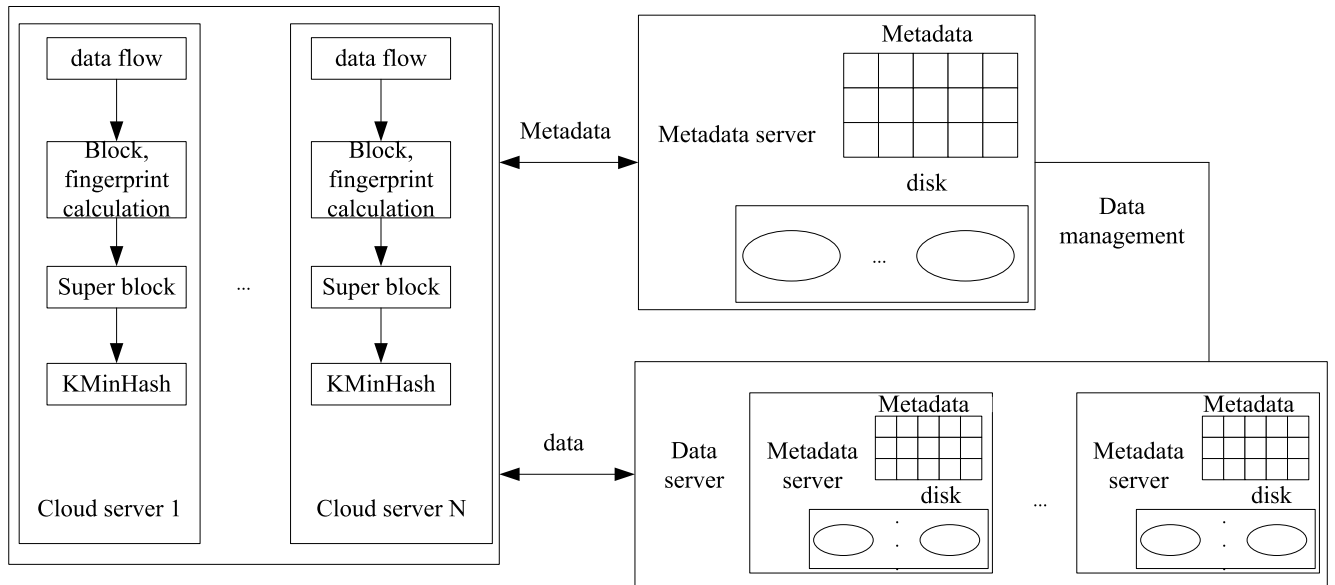 data flow
Block,
fingerprint
calculation
Super block
KMinHash
Cloud server 1
...
data flow
Block,
fingerprint
calculation
Super block
KMinHash
Cloud server N
Metadata
data
Metadata
Metadata server
disk
...
Data
management
Data
server
Metadata
Metadata
server
disk
...
...
Metadata
Metadata
server
disk
...